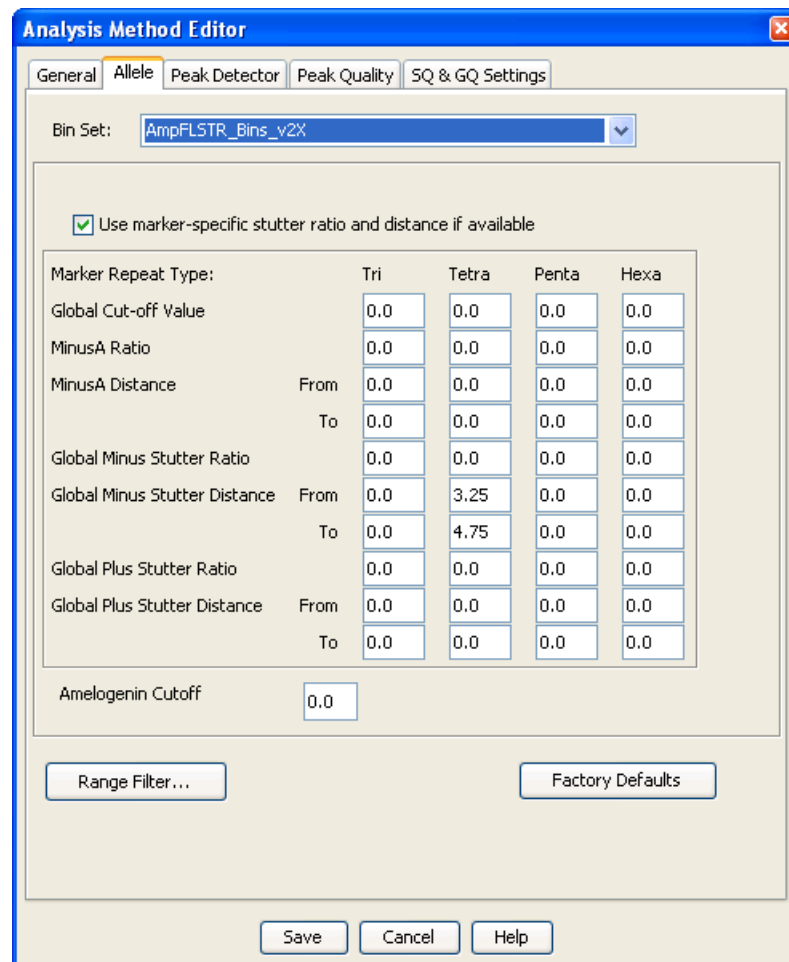 Analysis Method Editor
General Allele Peak Detector Peak Quality SQ & GQ Settings
Bin Set: AmpFLSTR_Bins_v2X
Use marker-specific stutter ratio and distance if available
Marker Repeat Type: Tri Tetra Penta Hexa
Global Cut-off Value 0.0 0.0 0.0 0.0
MinusA Ratio 0.0 0.0 0.0 0.0
MinusA Distance From 0.0 0.0 0.0 0.0
To 0.0 0.0 0.0 0.0
Global Minus Stutter Ratio 0.0 0.0 0.0 0.0
Global Minus Stutter Distance From 0.0 3.25 0.0 0.0
To 0.0 4.75 0.0 0.0
Global Plus Stutter Ratio 0.0 0.0 0.0 0.0
Global Plus Stutter Distance From 0.0 0.0 0.0 0.0
To 0.0 0.0 0.0 0.0
Amelogenin Cutoff 0.0
Range Filter... Factory Defaults
Save Cancel Help